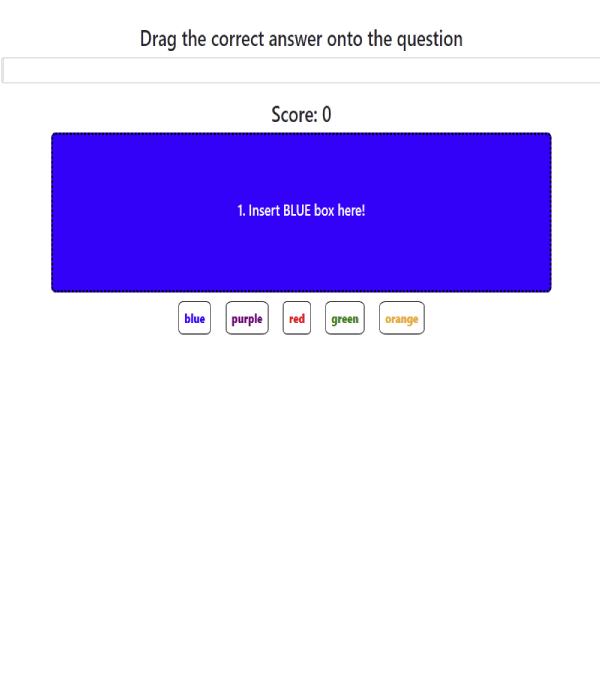 Drag the correct answer onto the question
Score: 0
1. Insert BLUE box here!
blue purple red green orange